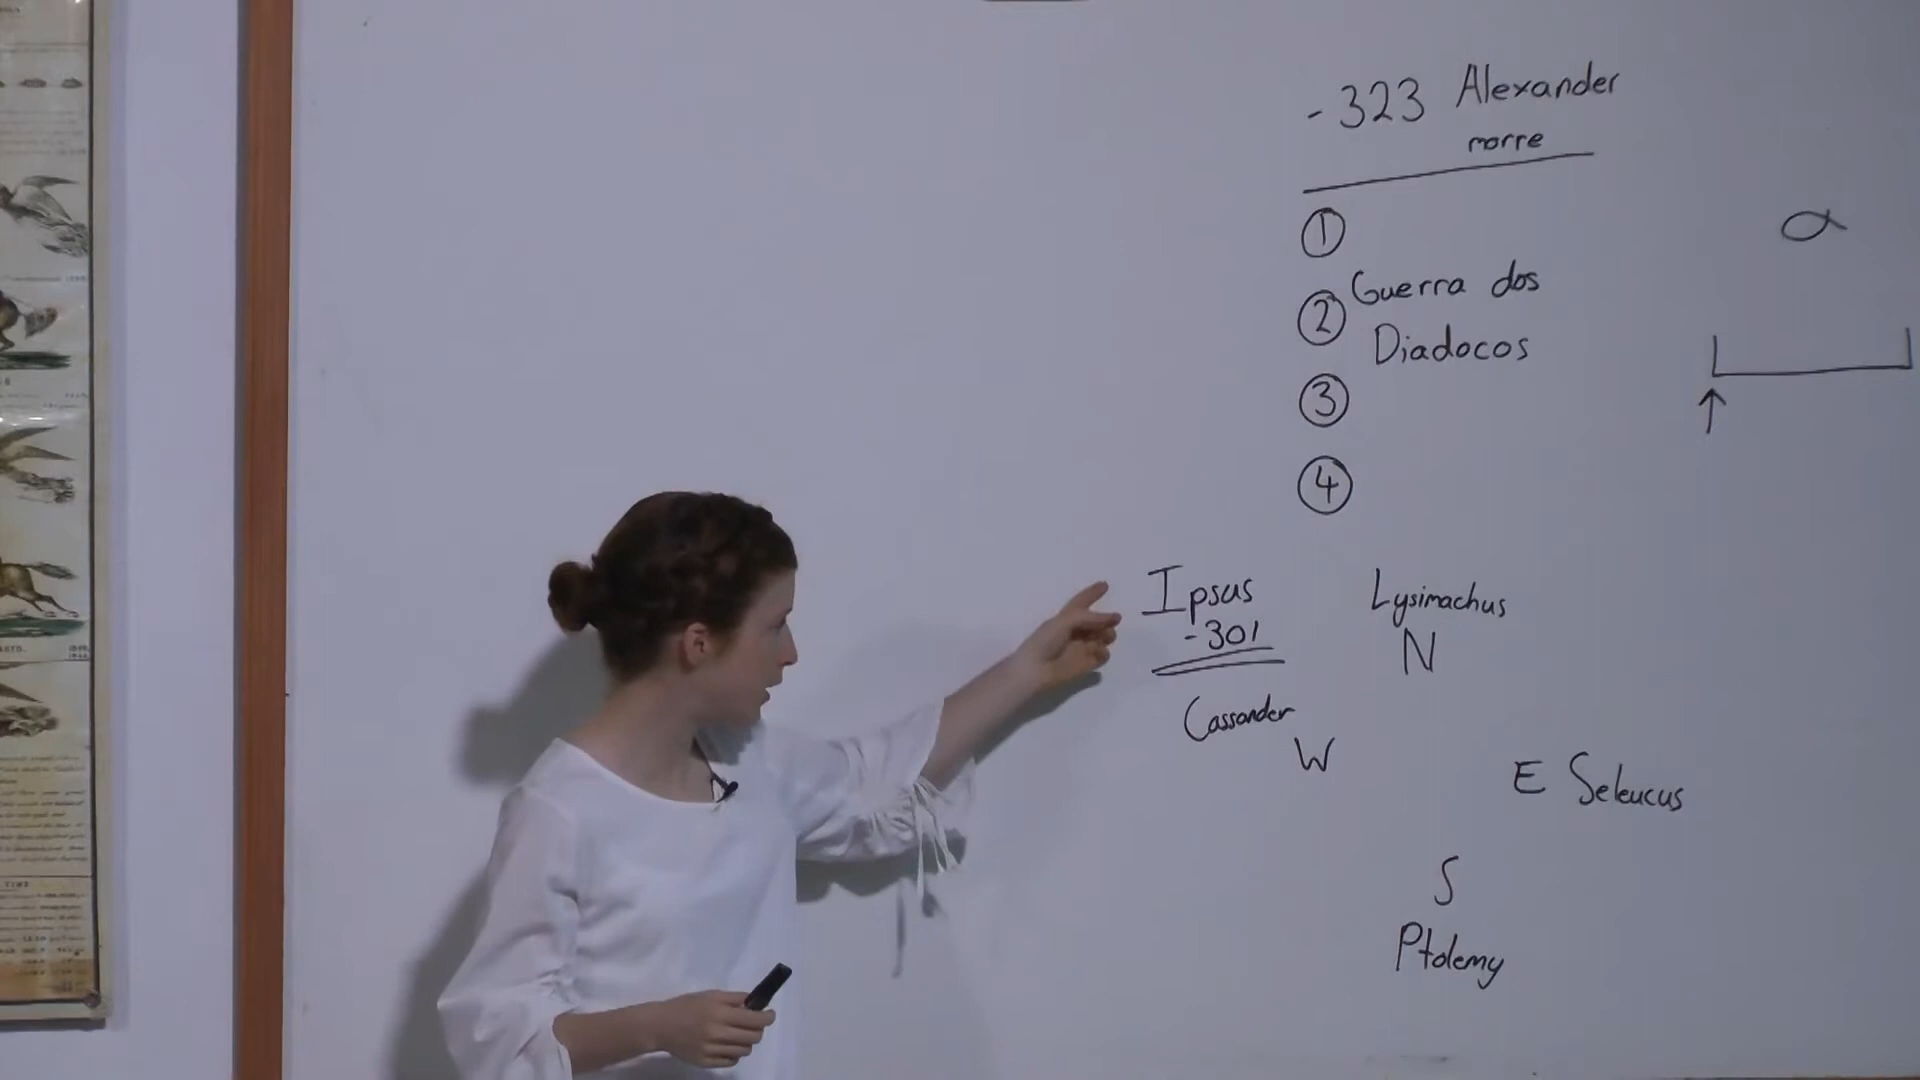 -323 Alexander
morre
α
①
② Guerra dos
Diadocos
③
④
Ipsus
-301
Lysimachus
N
Cassander
W
E Seleucus
S
Ptolemy